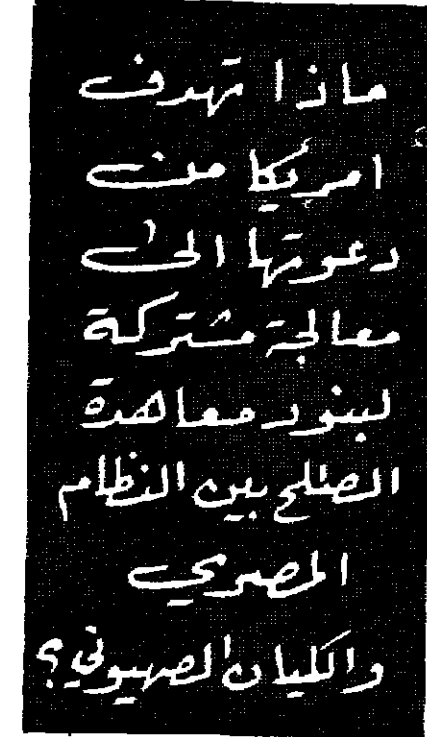 ماذا تهدف
امريكا من
دعوتها الى
معالجة مشتركة
لبنود معاهدة
الصلح بين النظام
المصري
والكيان الصهيوني؟